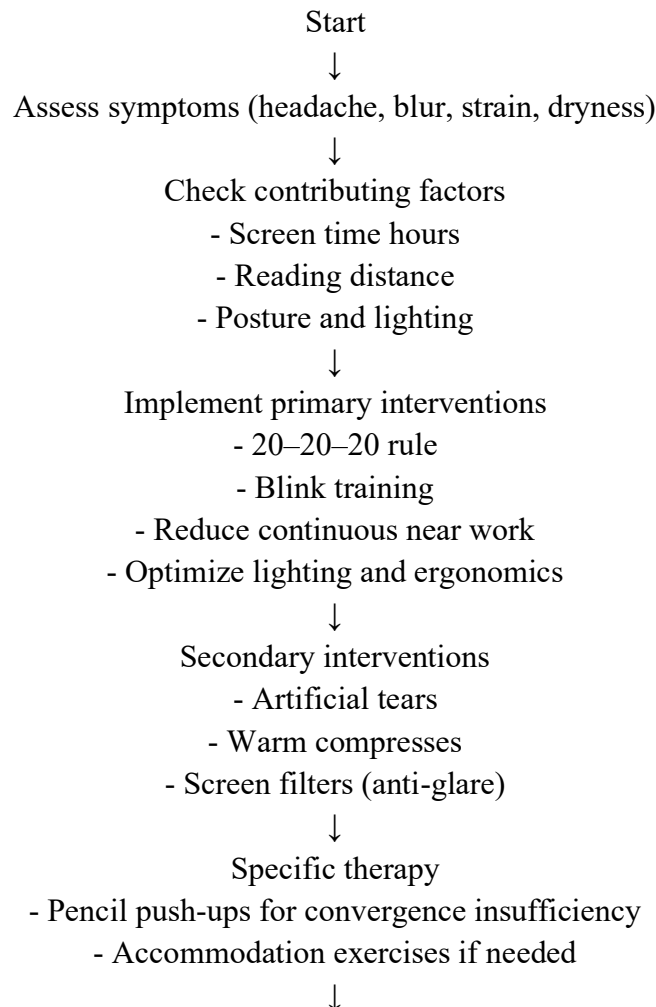 Start
↓
Assess symptoms (headache, blur, strain, dryness)
↓
Check contributing factors
- Screen time hours
- Reading distance
- Posture and lighting
↓
Implement primary interventions
- 20–20–20 rule
- Blink training
- Reduce continuous near work
- Optimize lighting and ergonomics
↓
Secondary interventions
- Artificial tears
- Warm compresses
- Screen filters (anti-glare)
↓
Specific therapy
- Pencil push-ups for convergence insufficiency
- Accommodation exercises if needed
↓